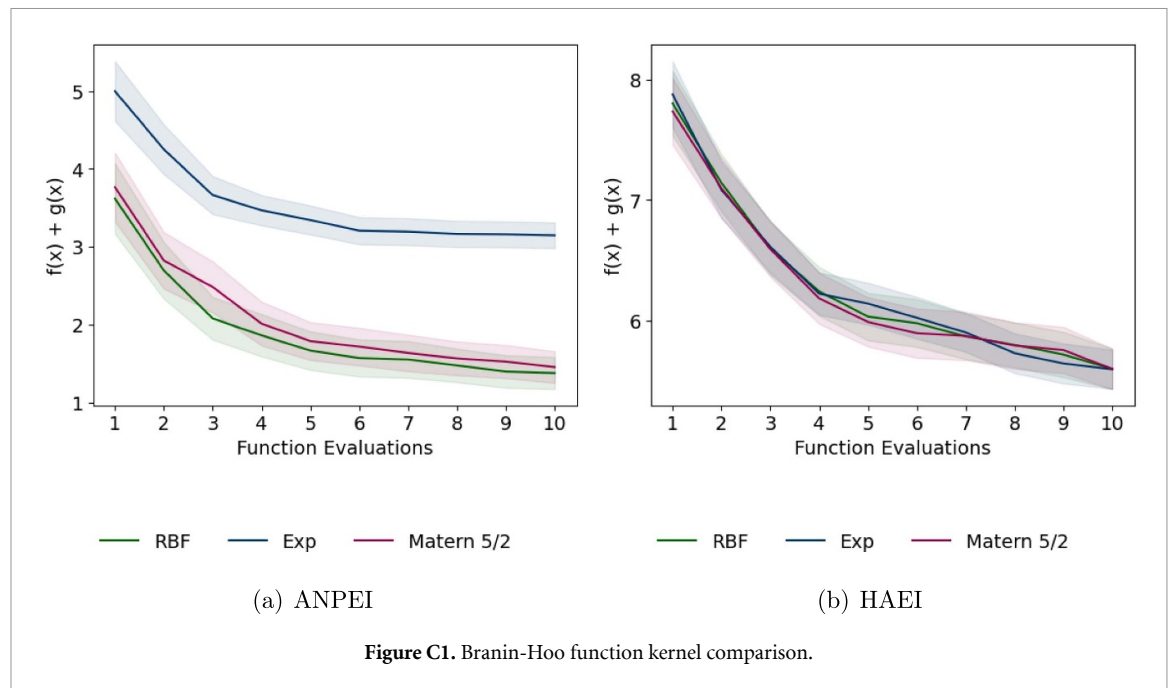 f(x) + g(x)
5
4
3
2
1
1 2 3 4 5 6 7 8 9 10
Function Evaluations
RBF Exp Matern 5/2
(a) ANPEI
f(x) + g(x)
8
7
6
1 2 3 4 5 6 7 8 9 10
Function Evaluations
RBF Exp Matern 5/2
(b) HAEI
Figure C1. Branin-Hoo function kernel comparison.